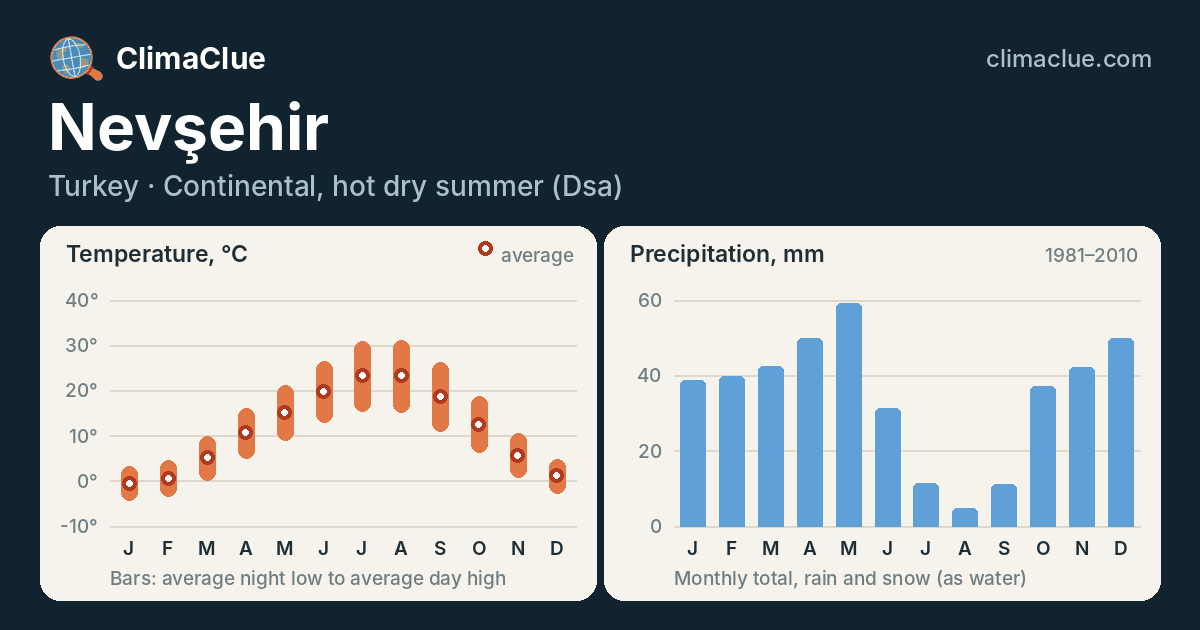 ClimaClue
climaclue.com
Nevşehir
Turkey · Continental, hot dry summer (Dsa)
Temperature, °C
average
40°
30°
20°
10°
0°
-10°
J F M A M J J A S O N D
Bars: average night low to average day high
Precipitation, mm
1981–2010
60
40
20
0
J F M A M J J A S O N D
Monthly total, rain and snow (as water)